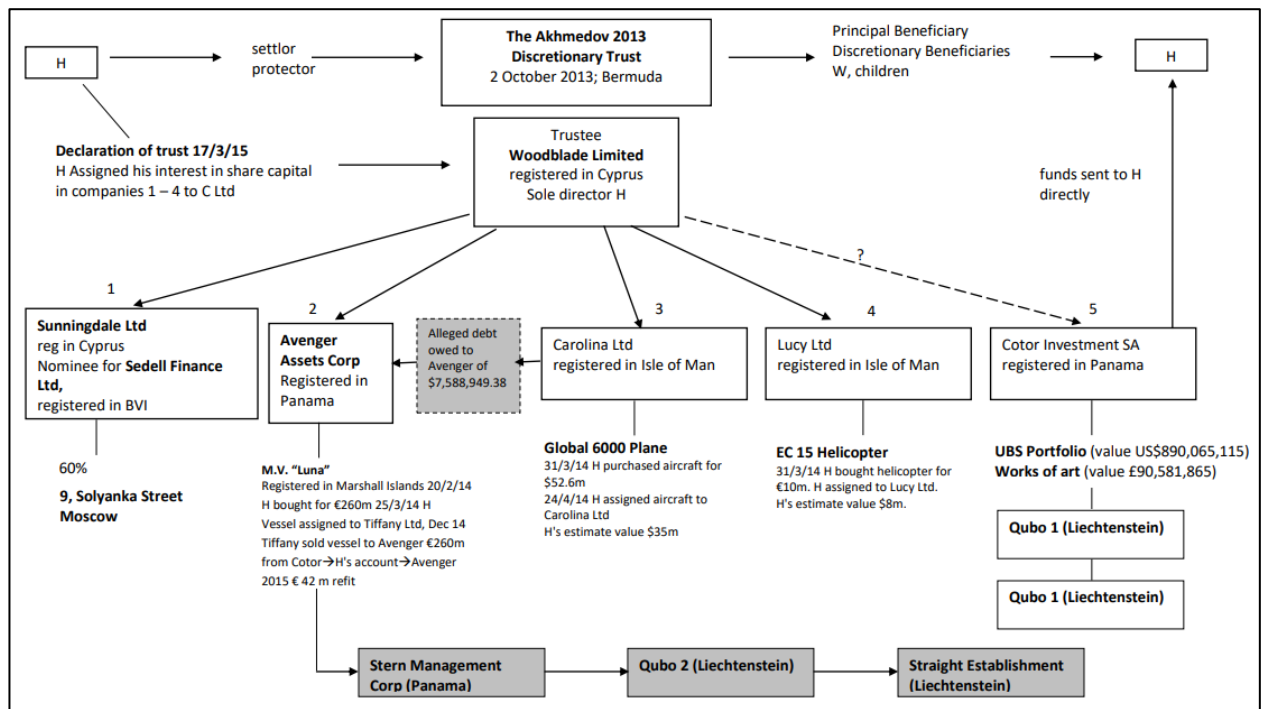 H
settlor
protector
The Akhmedov 2013
Discretionary Trust
2 October 2013; Bermuda
Principal Beneficiary
Discretionary Beneficiaries
W, children
H
Declaration of trust 17/3/15
H Assigned his interest in share capital
in companies 1 – 4 to C Ltd
Trustee
Woodblade Limited
registered in Cyprus
Sole director H
funds sent to H
directly
?
1
2
3
4
5
Sunningdale Ltd
reg in Cyprus
Nominee for Sedell Finance
Ltd,
registered in BVI
Avenger
Assets Corp
Registered in
Panama
Alleged debt
owed to
Avenger of
$7,588,949.38
Carolina Ltd
registered in Isle of Man
Lucy Ltd
registered in Isle of Man
Cotor Investment SA
registered in Panama
60%
9, Solyanka Street
Moscow
M.V. “Luna”
Registered in Marshall Islands 20/2/14
H bought for €260m 25/3/14 H
Vessel assigned to Tiffany Ltd, Dec 14
Tiffany sold vessel to Avenger €260m
from Cotor→H's account→Avenger
2015 € 42 m refit
Global 6000 Plane
31/3/14 H purchased aircraft for
$52.6m
24/4/14 H assigned aircraft to
Carolina Ltd
H's estimate value $35m
EC 15 Helicopter
31/3/14 H bought helicopter for
€10m. H assigned to Lucy Ltd.
H's estimate value $8m.
UBS Portfolio (value US$890,065,115)
Works of art (value £90,581,865)
Qubo 1 (Liechtenstein)
Qubo 1 (Liechtenstein)
Stern Management
Corp (Panama)
Qubo 2 (Liechtenstein)
Straight Establishment
(Liechtenstein)